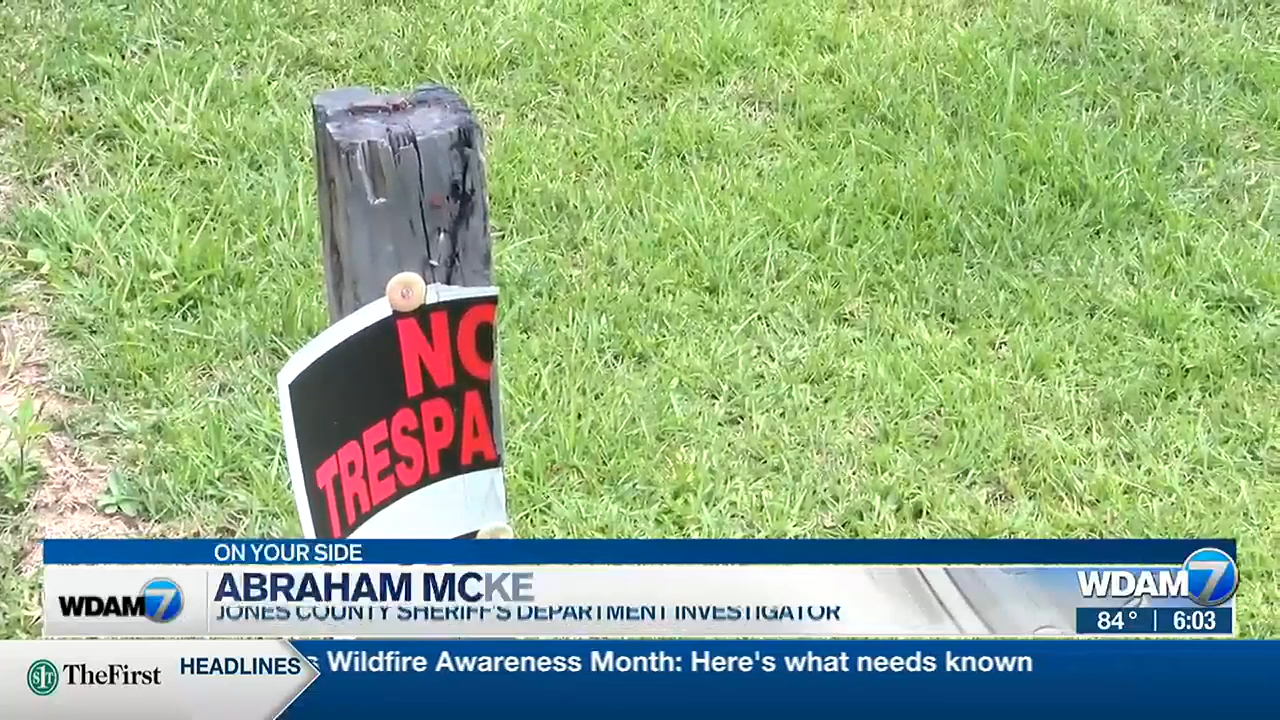 NO
TRESPA
ON YOUR SIDE
ABRAHAM MCKE
JONES COUNTY SHERIFF'S DEPARTMENT INVESTIGATOR
WDAM7
WDAM7
84° | 6:03
TheFirst
HEADLINES
s Wildfire Awareness Month: Here's what needs known